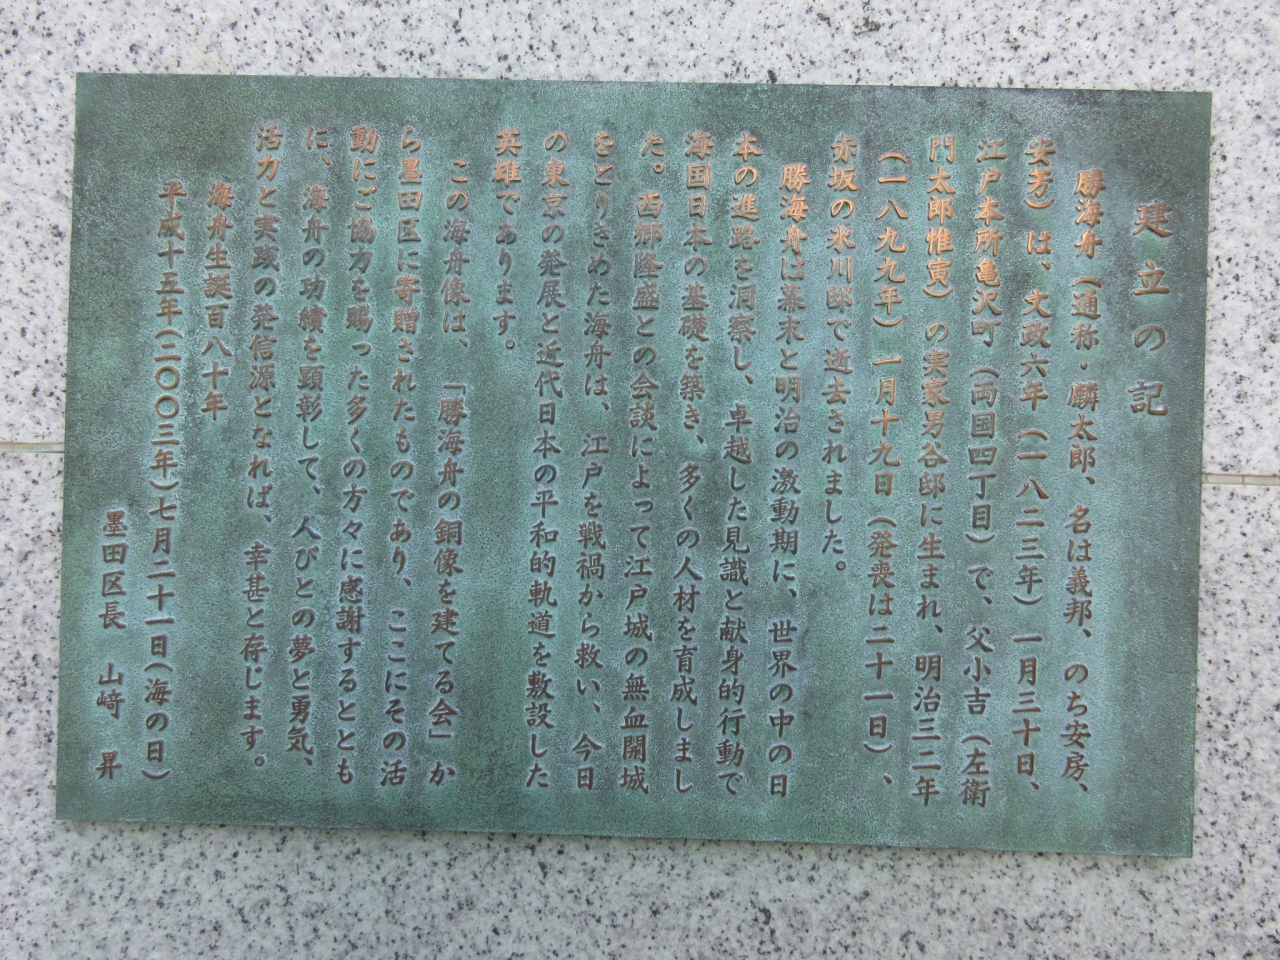 建立の記
勝海舟（通称・麟太郎、名は義邦、のち安房、
安芳）は、文政六年（一八二三年）一月三十日、
江戸本所亀沢町（両国四丁目）で、父小吉（左衛
門太郎惟寅）の実家男谷邸に生まれ、明治三二年
（一八九九年）一月十九日（発喪は二十一日）、
赤坂の氷川邸で逝去されました。
勝海舟は幕末と明治の激動期に、世界の中の日
本の進路を洞察し、卓越した見識と献身的行動で
海国日本の基礎を築き、多くの人材を育成しまし
た。西郷隆盛との会談によって江戸城の無血開城
をとりきめた海舟は、江戸を戦禍から救い、今日
の東京の発展と近代日本の平和的軌道を敷設した
英雄であります。
この海舟像は、「勝海舟の銅像を建てる会」か
ら墨田区に寄贈されたものであり、ここにその活
動にご協力を賜った多くの方々に感謝するととも
に、海舟の功績を顕彰して、人びとの夢と勇気、
活力と実践の発信源となれば、幸甚と存じます。
海舟生誕百八十年
平成十五年（二〇〇三年）七月二十一日（海の日）
墨田区長 山﨑 昇